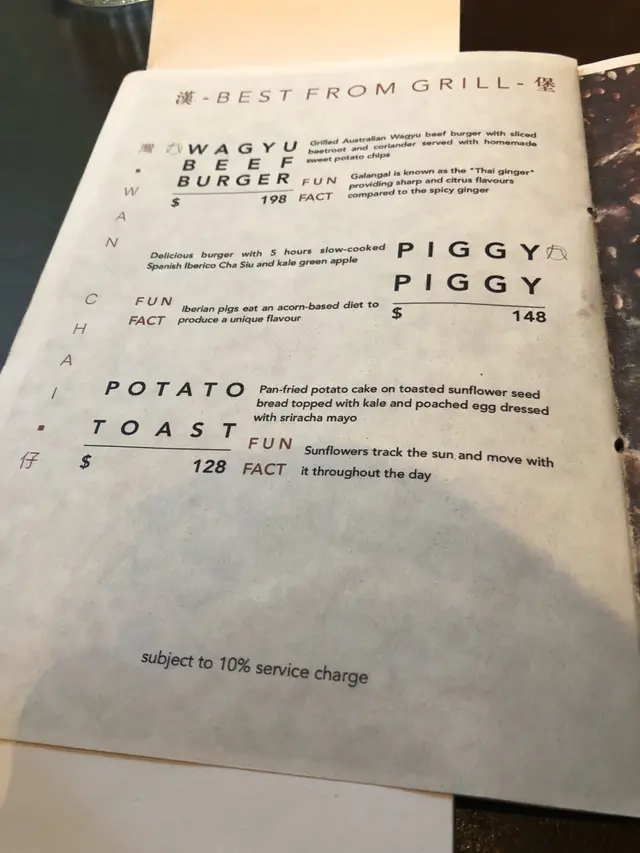 漢 - BEST FROM GRILL - 堡
灣 · WAN CHAI · 仔
WAGYU
BEEF
BURGER
$ 198
Grilled Australian Wagyu beef burger with sliced
beetroot and coriander served with homemade
sweet potato chips
FUN
FACT
Galangal is known as the "Thai ginger"
providing sharp and citrus flavours
compared to the spicy ginger
Delicious burger with 5 hours slow-cooked
Spanish Iberico Cha Siu and kale green apple
PIGGY
PIGGY
$ 148
FUN
FACT
Iberian pigs eat an acorn-based diet to
produce a unique flavour
POTATO
TOAST
$ 128
Pan-fried potato cake on toasted sunflower seed
bread topped with kale and poached egg dressed
with sriracha mayo
FUN
FACT
Sunflowers track the sun and move with
it throughout the day
subject to 10% service charge